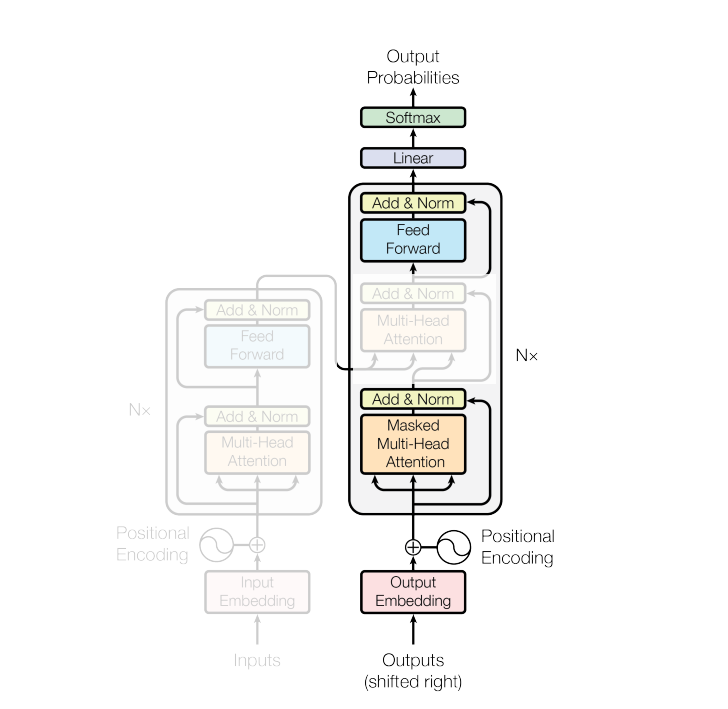 Output
Probabilities
Softmax
Linear
Add & Norm
Feed
Forward
Add & Norm
Multi-Head
Attention
Nx
Add & Norm
Masked
Multi-Head
Attention
Positional
Encoding
Output
Embedding
Outputs
(shifted right)
Add & Norm
Feed
Forward
Nx
Add & Norm
Multi-Head
Attention
Positional
Encoding
Input
Embedding
Inputs